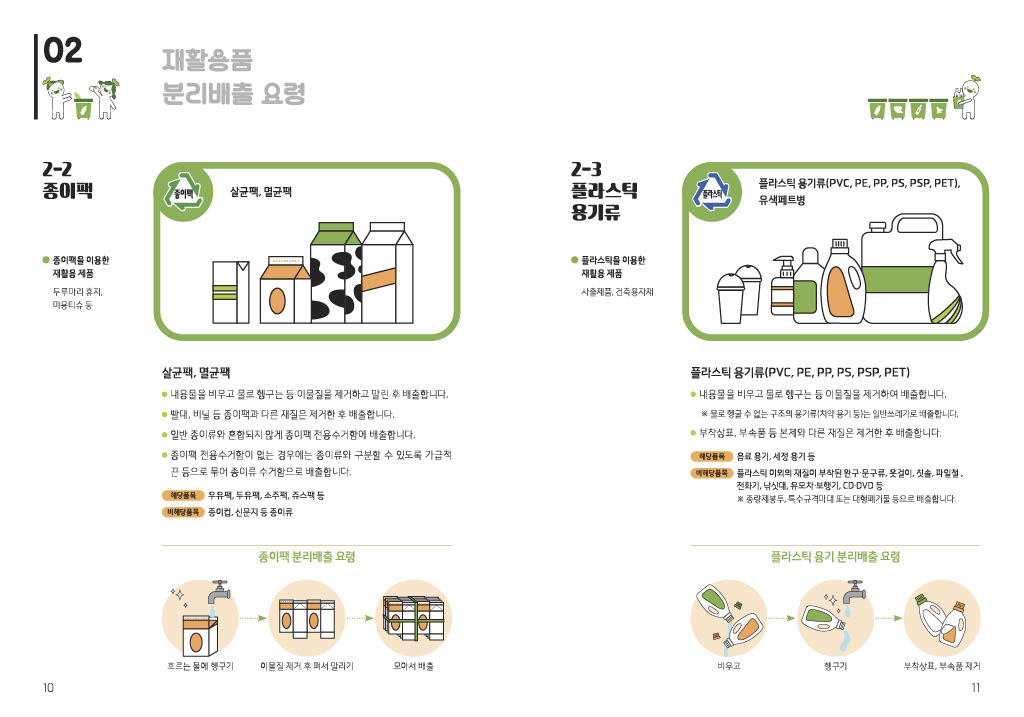 02
재활용품
분리배출 요령
2-2
종이팩
종이팩
살균팩, 멸균팩
종이팩을 이용한
재활용 제품
두루마리 휴지,
미용티슈 등
살균팩, 멸균팩
내용물을 비우고 물로 헹구는 등 이물질을 제거하고 말린 후 배출합니다.
빨대, 비닐 등 종이팩과 다른 재질은 제거한 후 배출합니다.
일반 종이류와 혼합되지 않게 종이팩 전용수거함에 배출합니다.
종이팩 전용수거함이 없는 경우에는 종이류와 구분할 수 있도록 가급적
끈 등으로 묶어 종이류 수거함으로 배출합니다.
해당품목 우유팩, 두유팩, 소주팩, 쥬스팩 등
비해당품목 종이컵, 신문지 등 종이류
종이팩 분리배출 요령
흐르는 물에 헹구기
이물질 제거 후 펴서 말리기
모아서 배출
10
2-3
플라스틱
용기류
플라스틱
플라스틱 용기류(PVC, PE, PP, PS, PSP, PET),
유색페트병
플라스틱을 이용한
재활용 제품
사출제품, 건축용자재
플라스틱 용기류(PVC, PE, PP, PS, PSP, PET)
내용물을 비우고 물로 헹구는 등 이물질을 제거하여 배출합니다.
※ 물로 헹굴 수 없는 구조의 용기류(치약 용기 등)는 일반쓰레기로 배출합니다.
부착상표, 부속품 등 본체와 다른 재질은 제거한 후 배출합니다.
해당품목 음료 용기, 세정 용기 등
비해당품목 플라스틱 이외의 재질이 부착된 완구·문구류, 옷걸이, 칫솔, 파일철,
전화기, 낚싯대, 유모차·보행기, CD·DVD 등
※ 종량제봉투, 특수규격마대 또는 대형폐기물 등으로 배출합니다.
플라스틱 용기 분리배출 요령
비우고
헹구기
부착상표, 부속품 제거
11